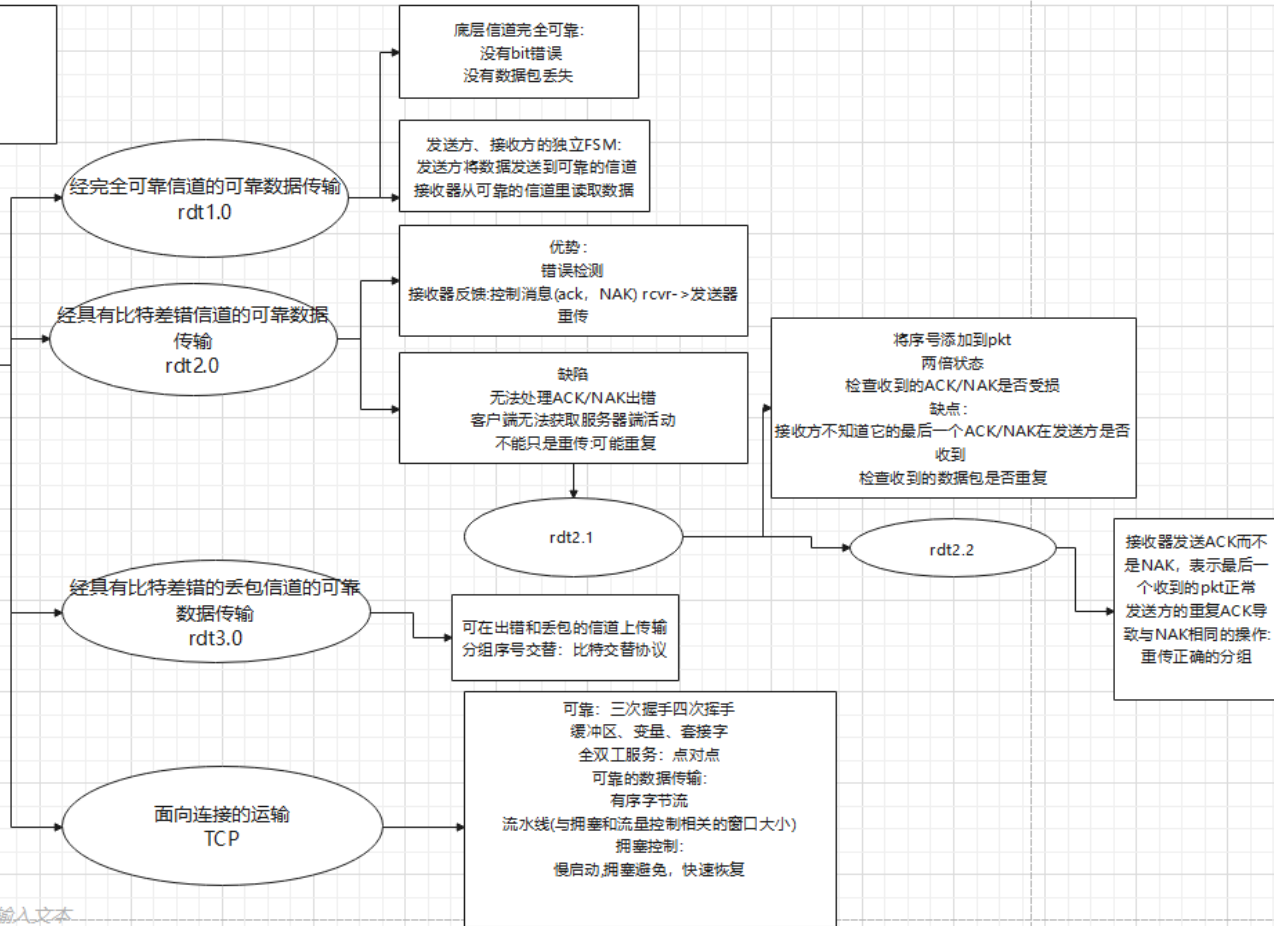 底层信道完全可靠:
没有bit错误
没有数据包丢失
发送方、接收方的独立FSM:
发送方将数据发送到可靠的信道
接收器从可靠的信道里读取数据
经完全可靠信道的可靠数据传输
rdt1.0
优势:
错误检测
接收器反馈:控制消息(ack，NAK) rcvr->发送器
重传
经具有比特差错信道的可靠数据
传输
rdt2.0
缺陷
无法处理ACK/NAK出错
客户端无法获取服务器端活动
不能只是重传:可能重复
将序号添加到pkt
两倍状态
检查收到的ACK/NAK是否受损
缺点:
接收方不知道它的最后一个ACK/NAK在发送方是否
收到
检查收到的数据包是否重复
rdt2.1
rdt2.2
接收器发送ACK而不
是NAK，表示最后一
个收到的pkt正常
发送方的重复ACK导
致与NAK相同的操作:
重传正确的分组
经具有比特差错的丢包信道的可靠
数据传输
rdt3.0
可在出错和丢包的信道上传输
分组序号交替：比特交替协议
面向连接的运输
TCP
可靠：三次握手四次挥手
缓冲区、变量、套接字
全双工服务：点对点
可靠的数据传输:
有序字节流
流水线(与拥塞和流量控制相关的窗口大小)
拥塞控制:
慢启动,拥塞避免，快速恢复
输入文本